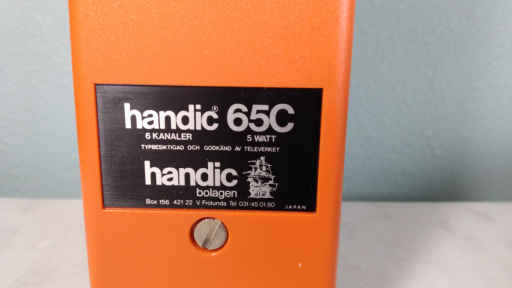 handic® 65C
6 KANALER 5 WATT
TYPBESIKTIGAD OCH GODKÄND AV TELEVERKET
handic
bolagen
Box 156 421 22 V Frölunda Tel 031-45 01 80 JAPAN